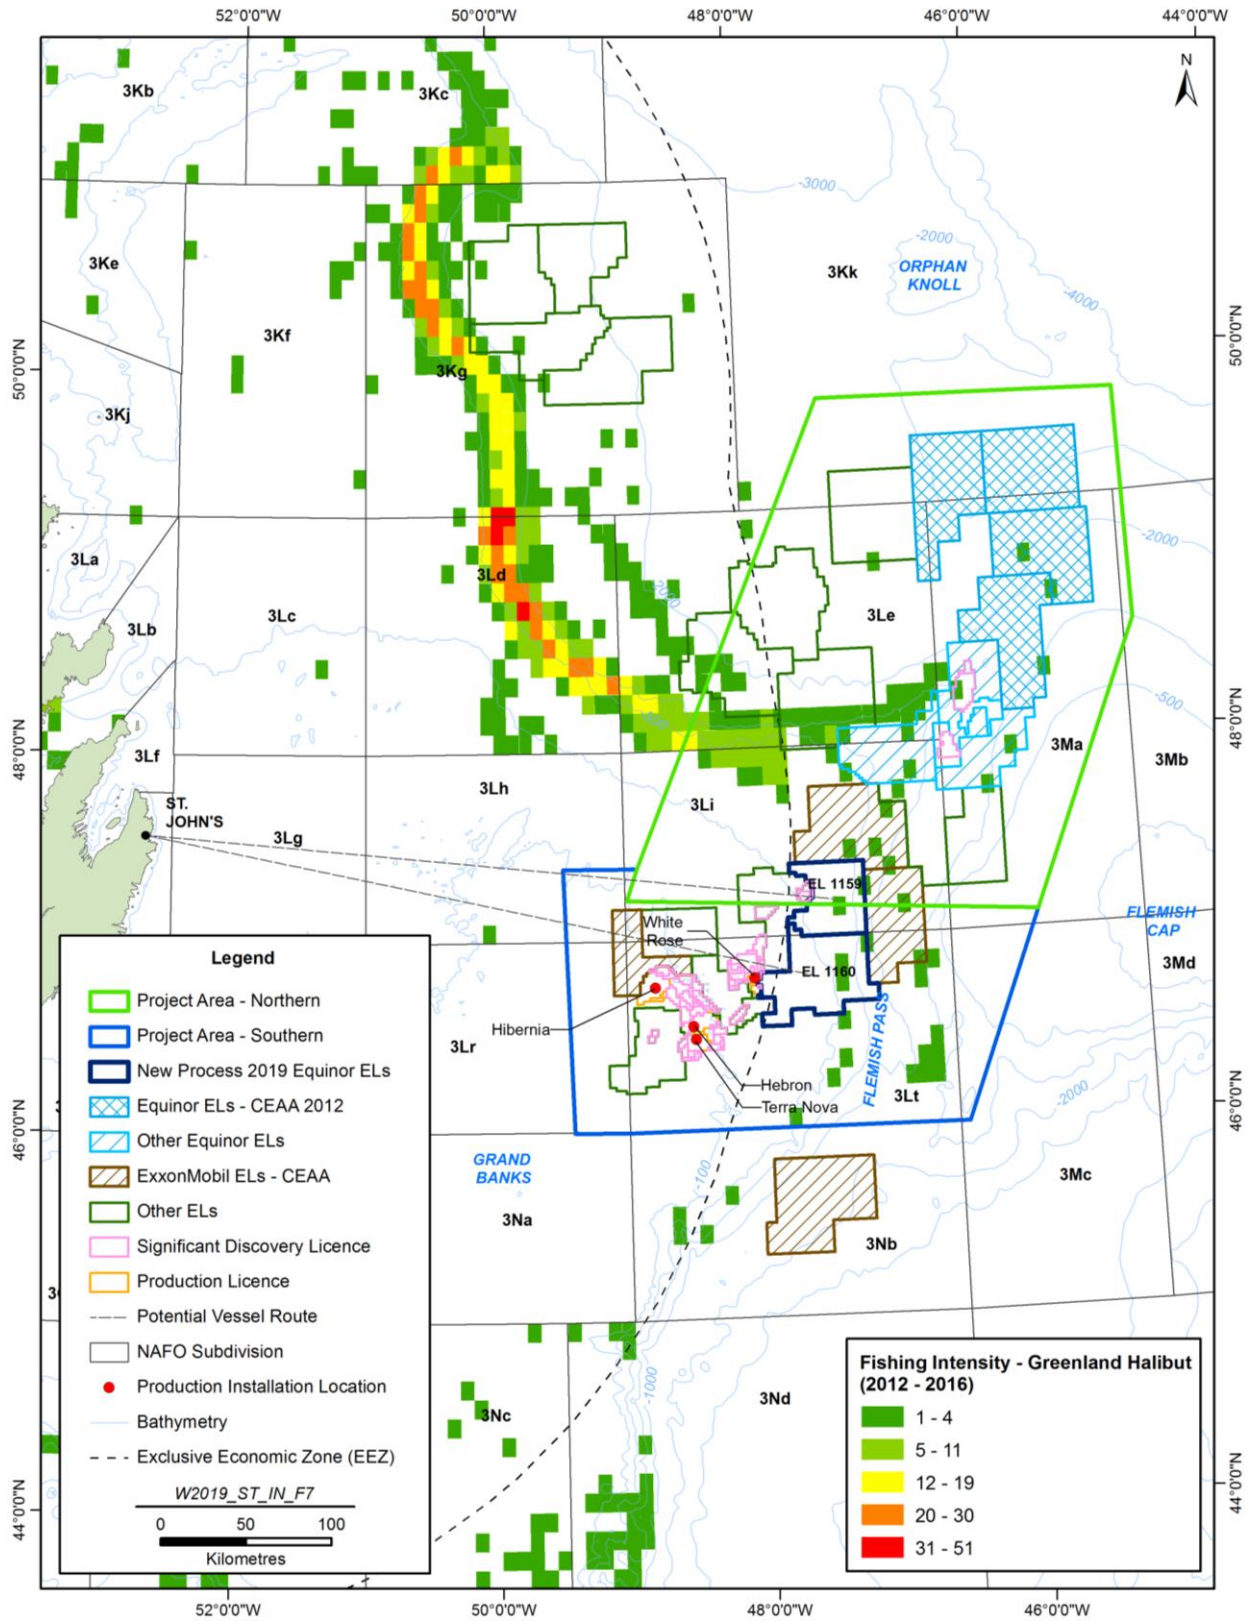 52°0'0"W
50°0'0"W
48°0'0"W
46°0'0"W
44°0'0"W
N
3Kb
3Kc
-3000
-2000
ORPHAN
KNOLL
3Ke
3Kk
-4000
3Kf
50°0'0"N
50°0'0"N
3Kg
3Kj
3La
-2000
3Ld
-2000
3Lb
3Lc
3Le
-500
48°0'0"N
48°0'0"N
3Lf
3Ma
3Mb
3Lh
3Li
ST.
JOHN'S
3Lg
EL 1159
FLEMISH
CAP
White
Rose
3Md
EL 1160
Hibernia
3Lr
FLEMISH PASS
Hebron
Terra Nova
3Lt
-2000
46°0'0"N
46°0'0"N
GRAND
BANKS
-100
3Mc
3Na
3Nb
-1000
3Nd
3Nc
44°0'0"N
44°0'0"N
Legend
Project Area - Northern
Project Area - Southern
New Process 2019 Equinor ELs
Equinor ELs - CEAA 2012
Other Equinor ELs
ExxonMobil ELs - CEAA
Other ELs
Significant Discovery Licence
Production Licence
Potential Vessel Route
NAFO Subdivision
Production Installation Location
Bathymetry
Exclusive Economic Zone (EEZ)
W2019_ST_IN_F7
0 50 100
Kilometres
Fishing Intensity - Greenland Halibut
(2012 - 2016)
1 - 4
5 - 11
12 - 19
20 - 30
31 - 51
52°0'0"W
50°0'0"W
48°0'0"W
46°0'0"W